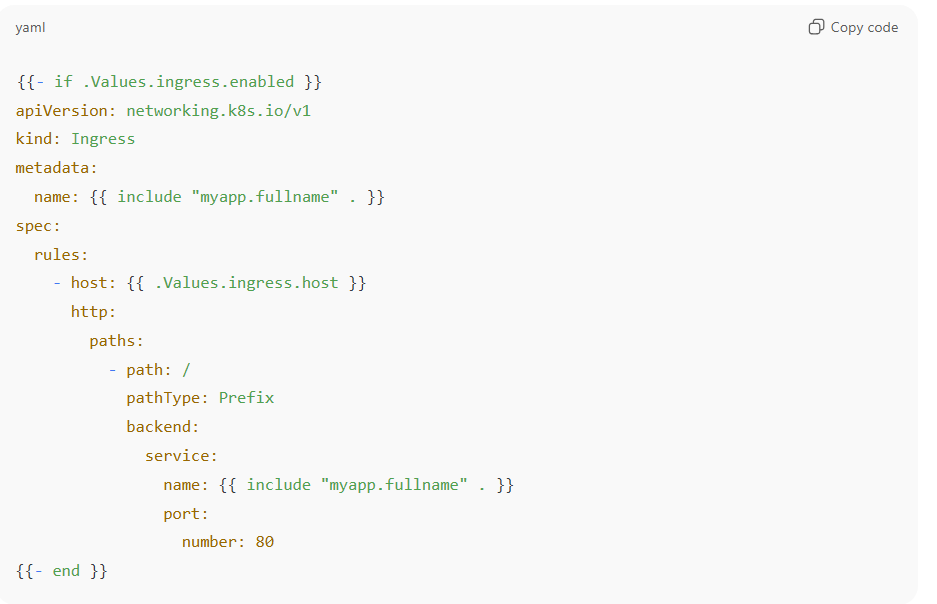 yaml
Copy code
{{- if .Values.ingress.enabled }}
apiVersion: networking.k8s.io/v1
kind: Ingress
metadata:
  name: {{ include "myapp.fullname" . }}
spec:
  rules:
    - host: {{ .Values.ingress.host }}
      http:
        paths:
          - path: /
            pathType: Prefix
            backend:
              service:
                name: {{ include "myapp.fullname" . }}
                port:
                  number: 80
{{- end }}